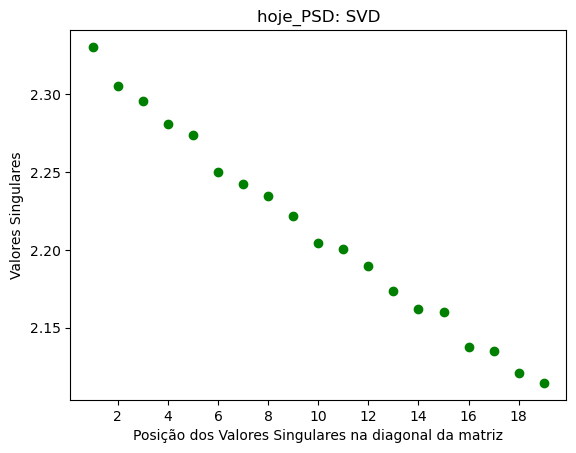 hoje_PSD: SVD
Valores Singulares
2.30
2.25
2.20
2.15
2 4 6 8 10 12 14 16 18
Posição dos Valores Singulares na diagonal da matriz